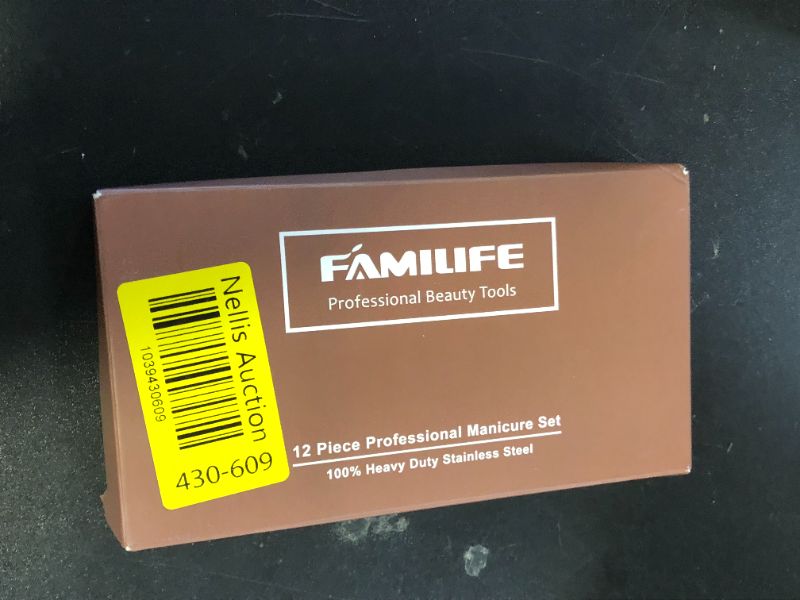 FAMILIFE
Professional Beauty Tools
Nellis Auction
1039430609
430-609
12 Piece Professional Manicure Set
100% Heavy Duty Stainless Steel